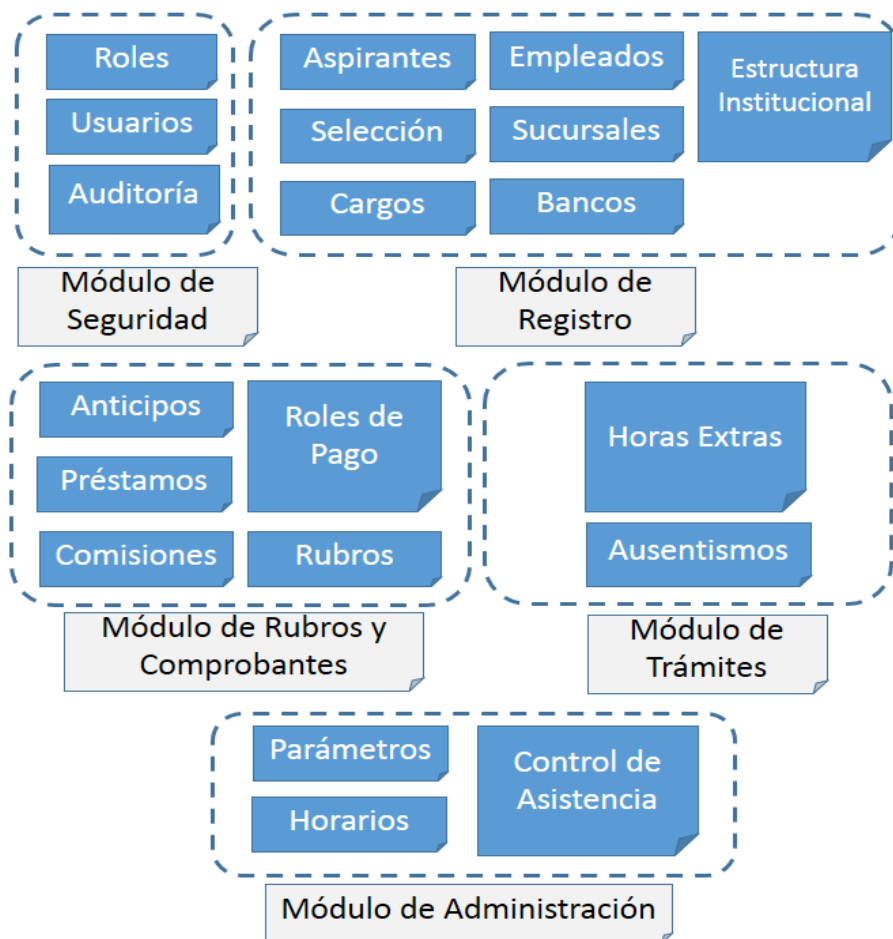 Roles
Usuarios
Auditoría
Módulo de
Seguridad
Aspirantes
Selección
Cargos
Empleados
Sucursales
Bancos
Estructura
Institucional
Módulo de
Registro
Anticipos
Préstamos
Comisiones
Roles de
Pago
Rubros
Módulo de Rubros y
Comprobantes
Horas Extras
Ausentismos
Módulo de
Trámites
Parámetros
Horarios
Control de
Asistencia
Módulo de Administración